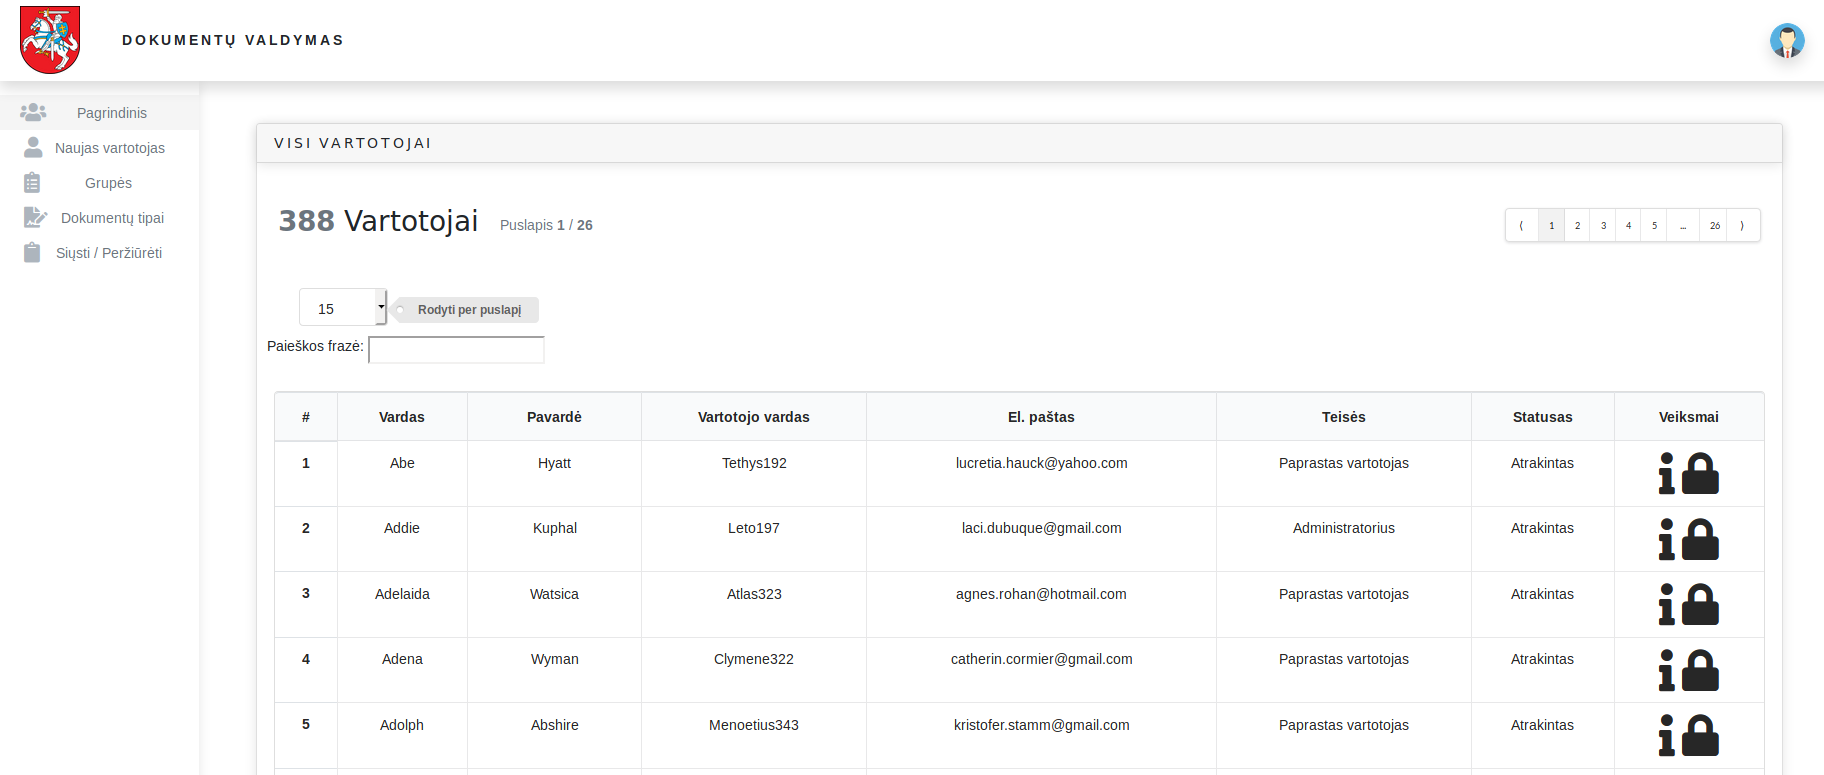 DOKUMENTŲ VALDYMAS
Pagrindinis
Naujas vartotojas
Grupės
Dokumentų tipai
Siųsti / Peržiūrėti
VISI VARTOTOJAI
388 Vartotojai Puslapis 1 / 26
⟨ 1 2 3 4 5 ... 26 ⟩
15 Rodyti per puslapį
Paieškos frazė:
# Vardas Pavardė Vartotojo vardas El. paštas Teisės Statusas Veiksmai
1 Abe Hyatt Tethys192 lucretia.hauck@yahoo.com Paprastas vartotojas Atrakintas
2 Addie Kuphal Leto197 laci.dubuque@gmail.com Administratorius Atrakintas
3 Adelaida Watsica Atlas323 agnes.rohan@hotmail.com Paprastas vartotojas Atrakintas
4 Adena Wyman Clymene322 catherin.cormier@gmail.com Paprastas vartotojas Atrakintas
5 Adolph Abshire Menoetius343 kristofer.stamm@gmail.com Paprastas vartotojas Atrakintas